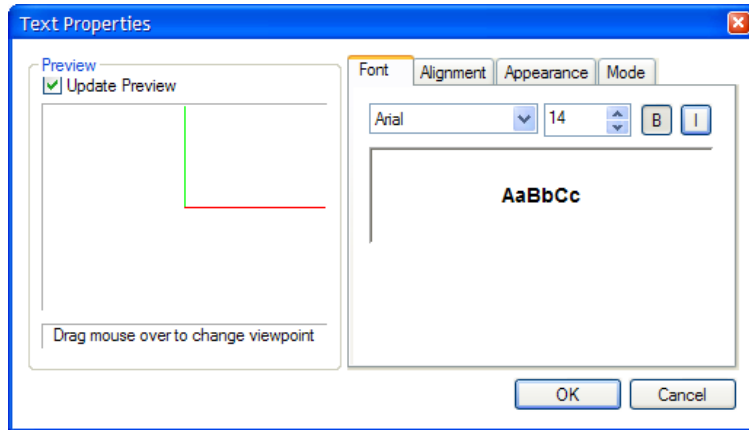 Text Properties
Preview
Update Preview
Drag mouse over to change viewpoint
Font Alignment Appearance Mode
Arial 14 B I
AaBbCc
OK Cancel